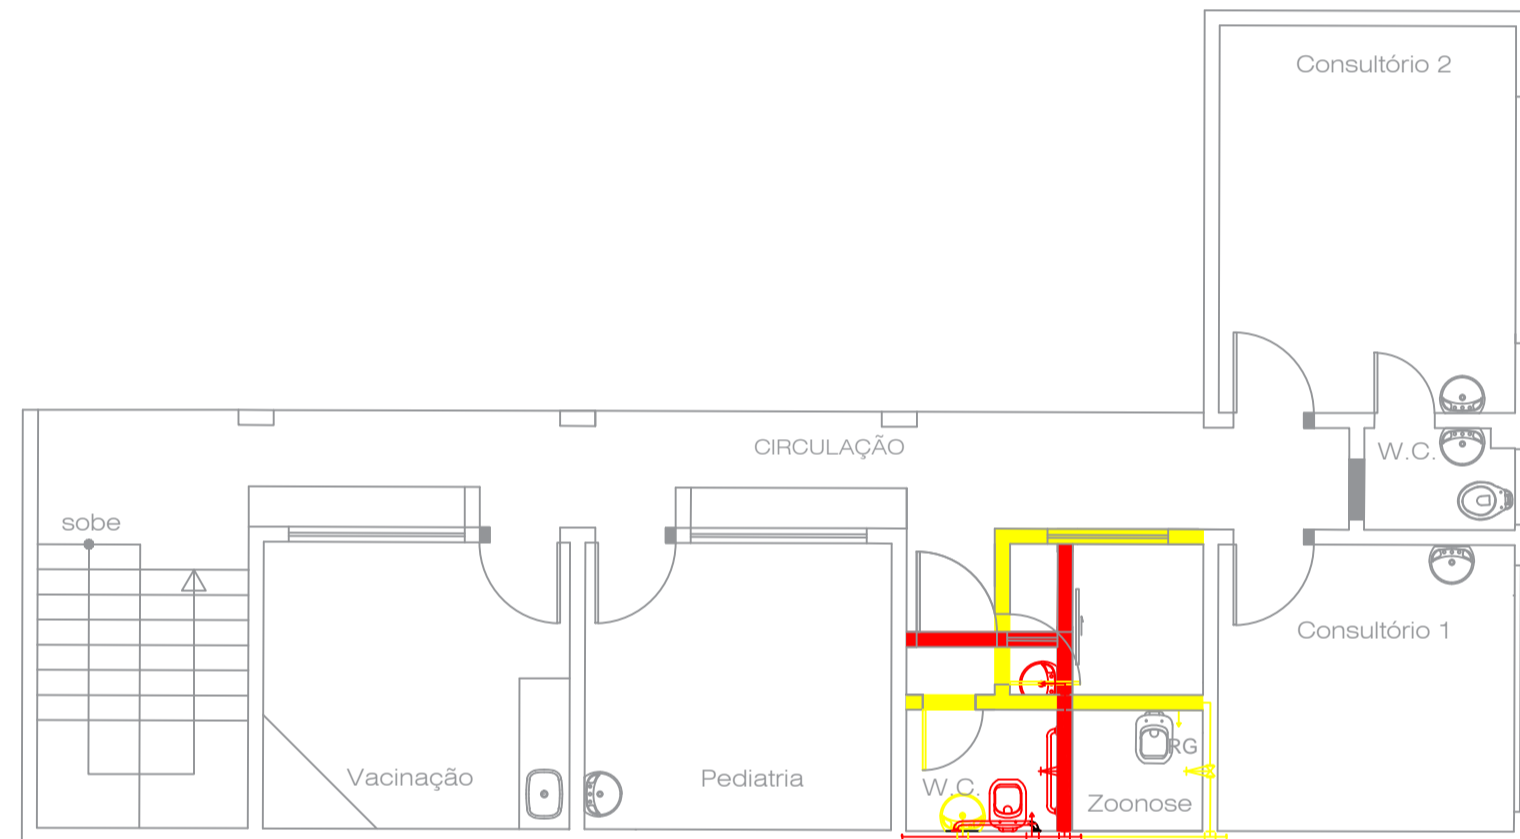 Consultório 2
CIRCULAÇÃO
W.C.
sobe
Consultório 1
RG
Vacinação
Pediatria
W.C.
Zoonose